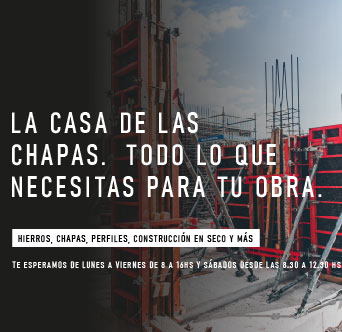 LA CASA DE LAS
CHAPAS. TODO LO QUE
NECESITAS PARA TU OBRA.
HIERROS, CHAPAS, PERFILES, CONSTRUCCIÓN EN SECO Y MÁS
TE ESPERAMOS DE LUNES A VIERNES DE 8 A 16HS Y SÁBADOS DESDE LAS 8.30 A 12.30 HS